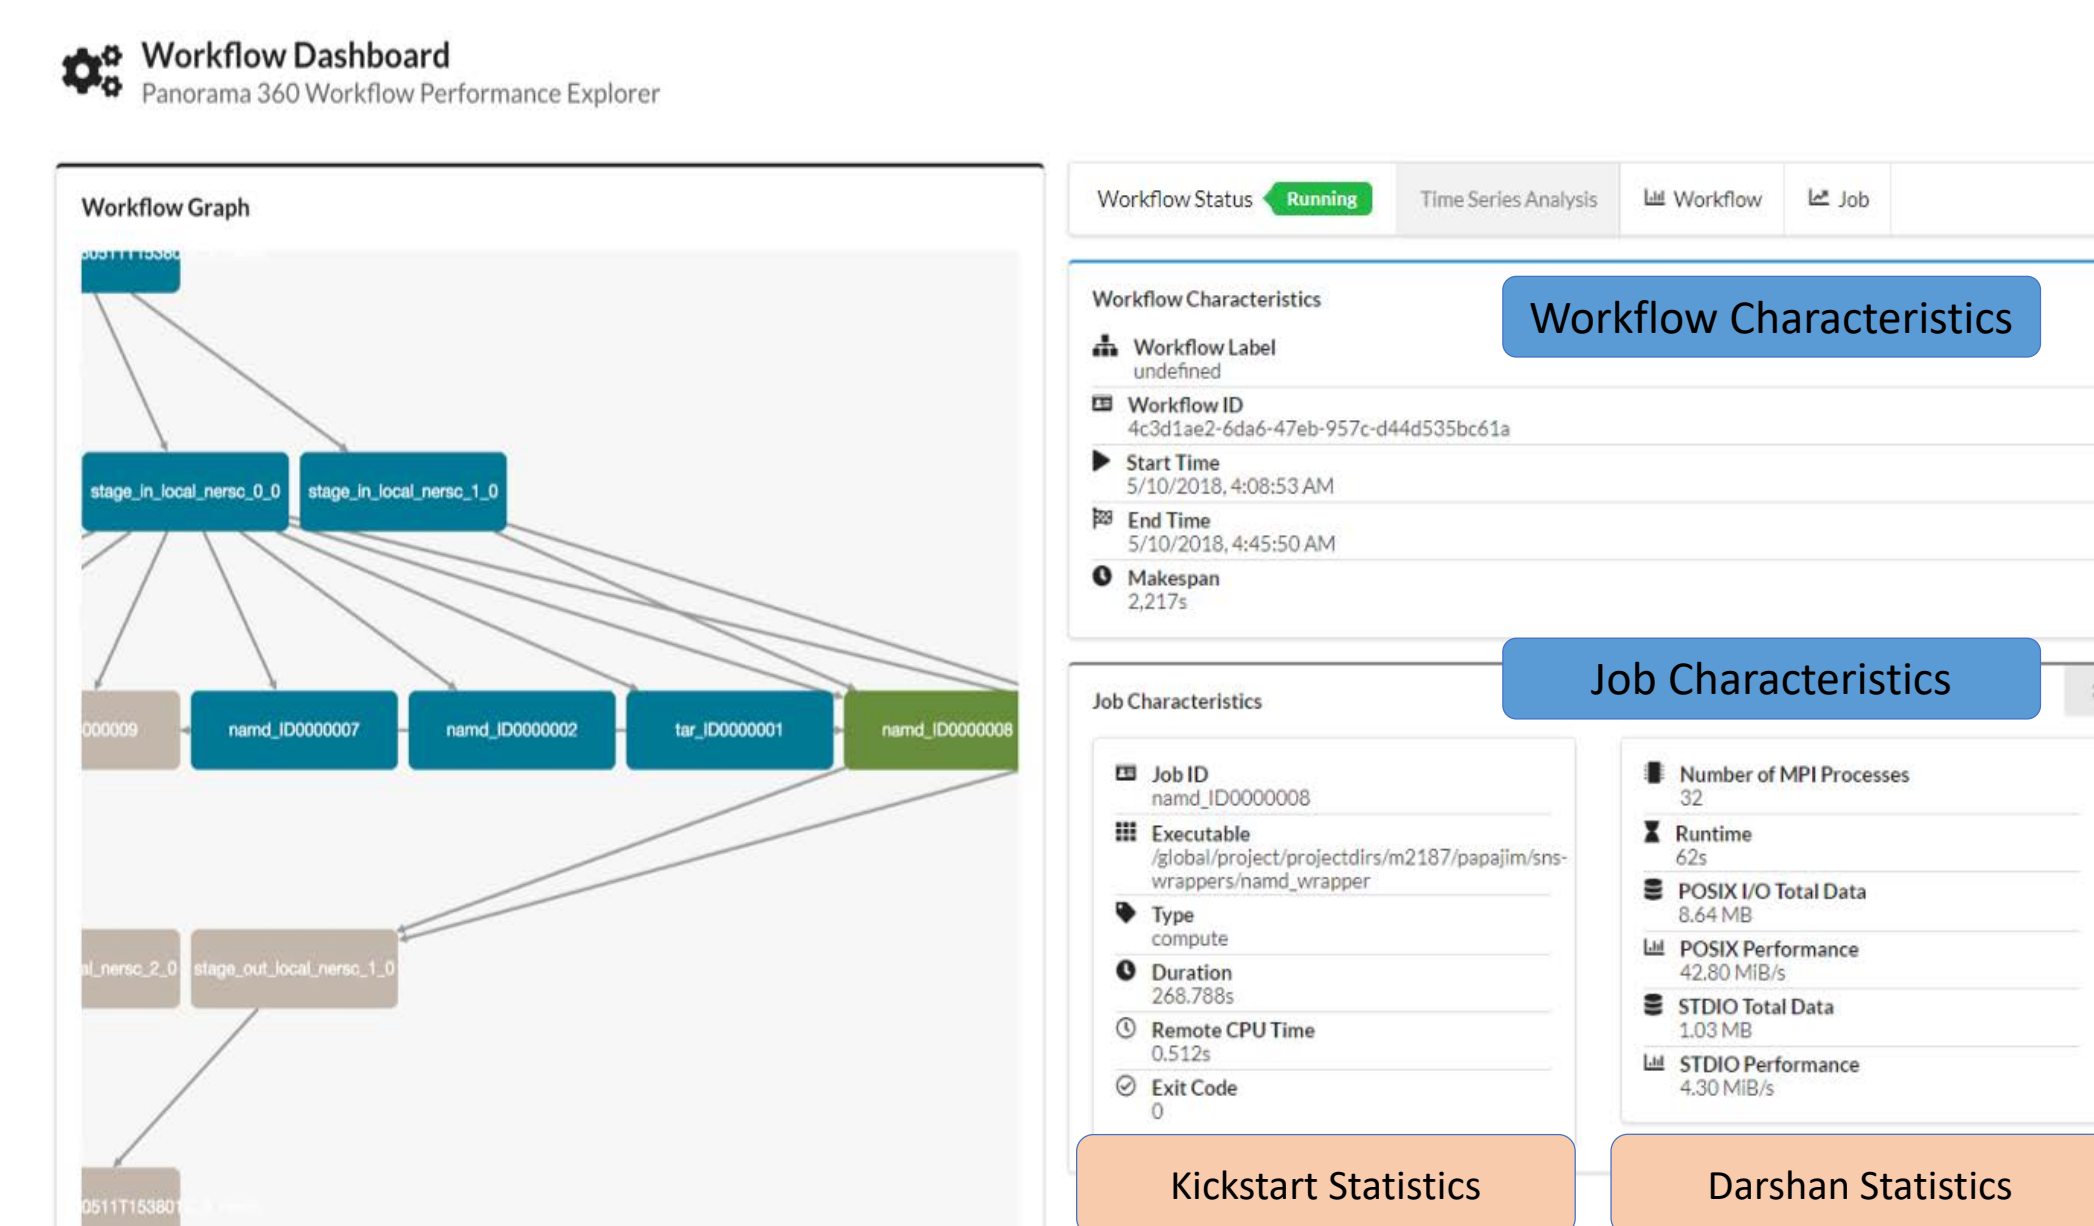 Workflow Dashboard
Panorama 360 Workflow Performance Explorer
Workflow Graph
stage_in_local_nersc_0_0
stage_in_local_nersc_1_0
000009
namd_ID0000007
namd_ID0000002
tar_ID0000001
namd_ID0000008
al_nersc_2_0
stage_out_local_nersc_1_0
0511T15380
Workflow Status
Running
Time Series Analysis
Workflow
Job
Workflow Characteristics
Workflow Characteristics
Workflow Label
undefined
Workflow ID
4c3d1ae2-6da6-47eb-957c-d44d535bc61a
Start Time
5/10/2018, 4:08:53 AM
End Time
5/10/2018, 4:45:50 AM
Makespan
2,217s
Job Characteristics
Job Characteristics
Job ID
namd_ID0000008
Executable
/global/project/projectdirs/m2187/papajim/sns-
wrappers/namd_wrapper
Type
compute
Duration
268.788s
Remote CPU Time
0.512s
Exit Code
0
Kickstart Statistics
Number of MPI Processes
32
Runtime
62s
POSIX I/O Total Data
8.64 MB
POSIX Performance
42.80 MiB/s
STDIO Total Data
1.03 MB
STDIO Performance
4.30 MiB/s
Darshan Statistics